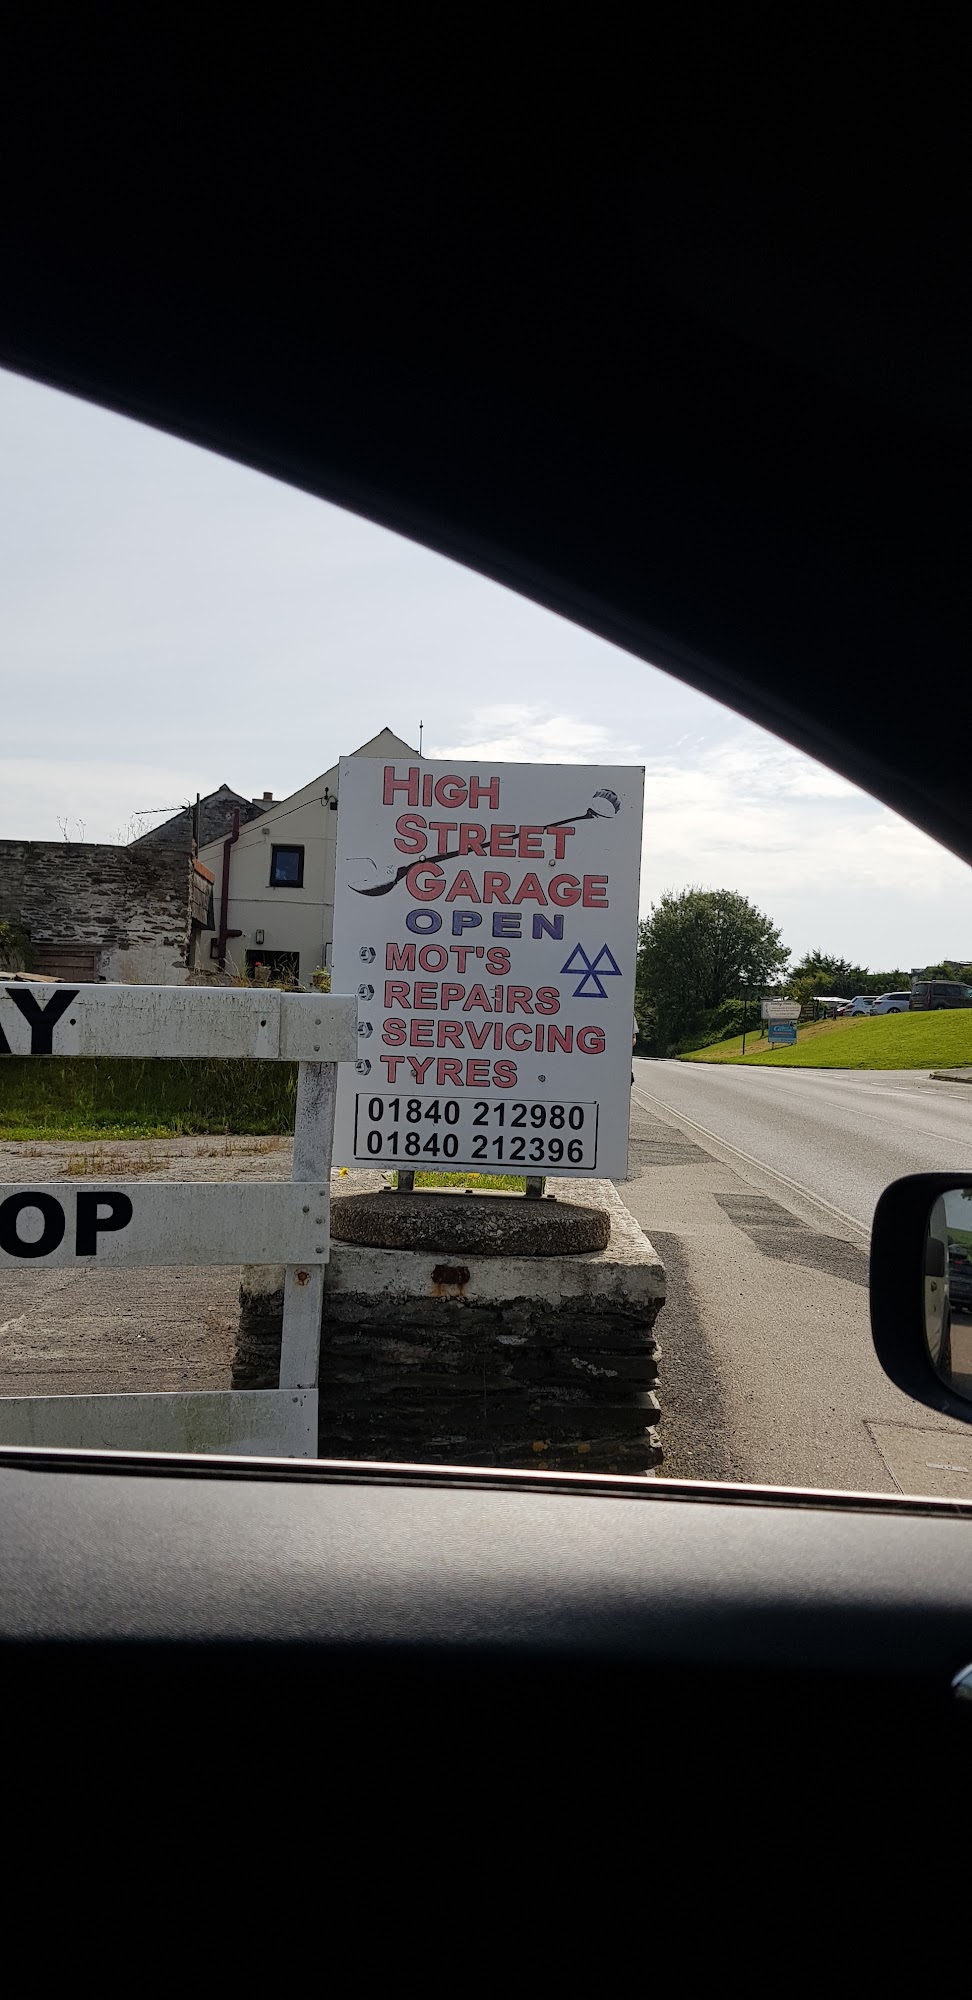 HIGH
STREET
GARAGE
OPEN
MOT'S
REPAIRS
SERVICING
TYRES
01840 212980
01840 212396
AY
OP